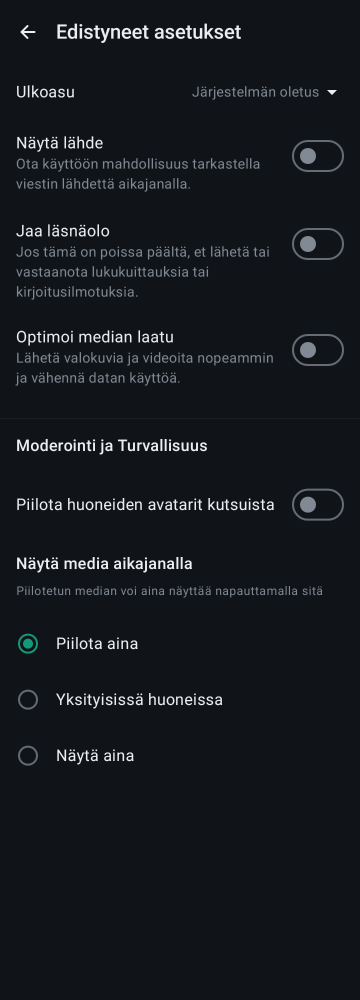 Edistyneet asetukset
Ulkoasu
Järjestelmän oletus
Näytä lähde
Ota käyttöön mahdollisuus tarkastella
viestin lähdettä aikajanalla.
Jaa läsnäolo
Jos tämä on poissa päältä, et lähetä tai
vastaanota lukukuittauksia tai
kirjoitusilmotuksia.
Optimoi median laatu
Lähetä valokuvia ja videoita nopeammin
ja vähennä datan käyttöä.
Moderointi ja Turvallisuus
Piilota huoneiden avatarit kutsuista
Näytä media aikajanalla
Piilotetun median voi aina näyttää napauttamalla sitä
Piilota aina
Yksityisissä huoneissa
Näytä aina